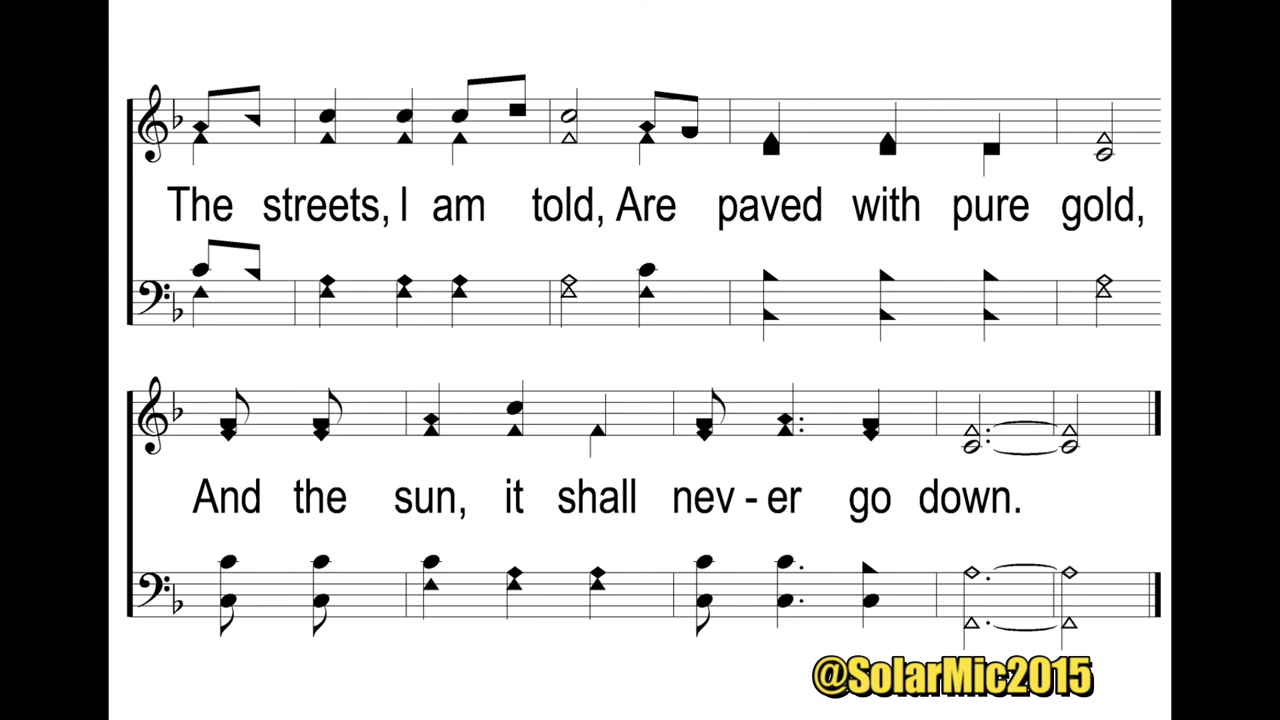 The streets, I am told, Are paved with pure gold,
And the sun, it shall nev - er go down.
@SolarMic2015